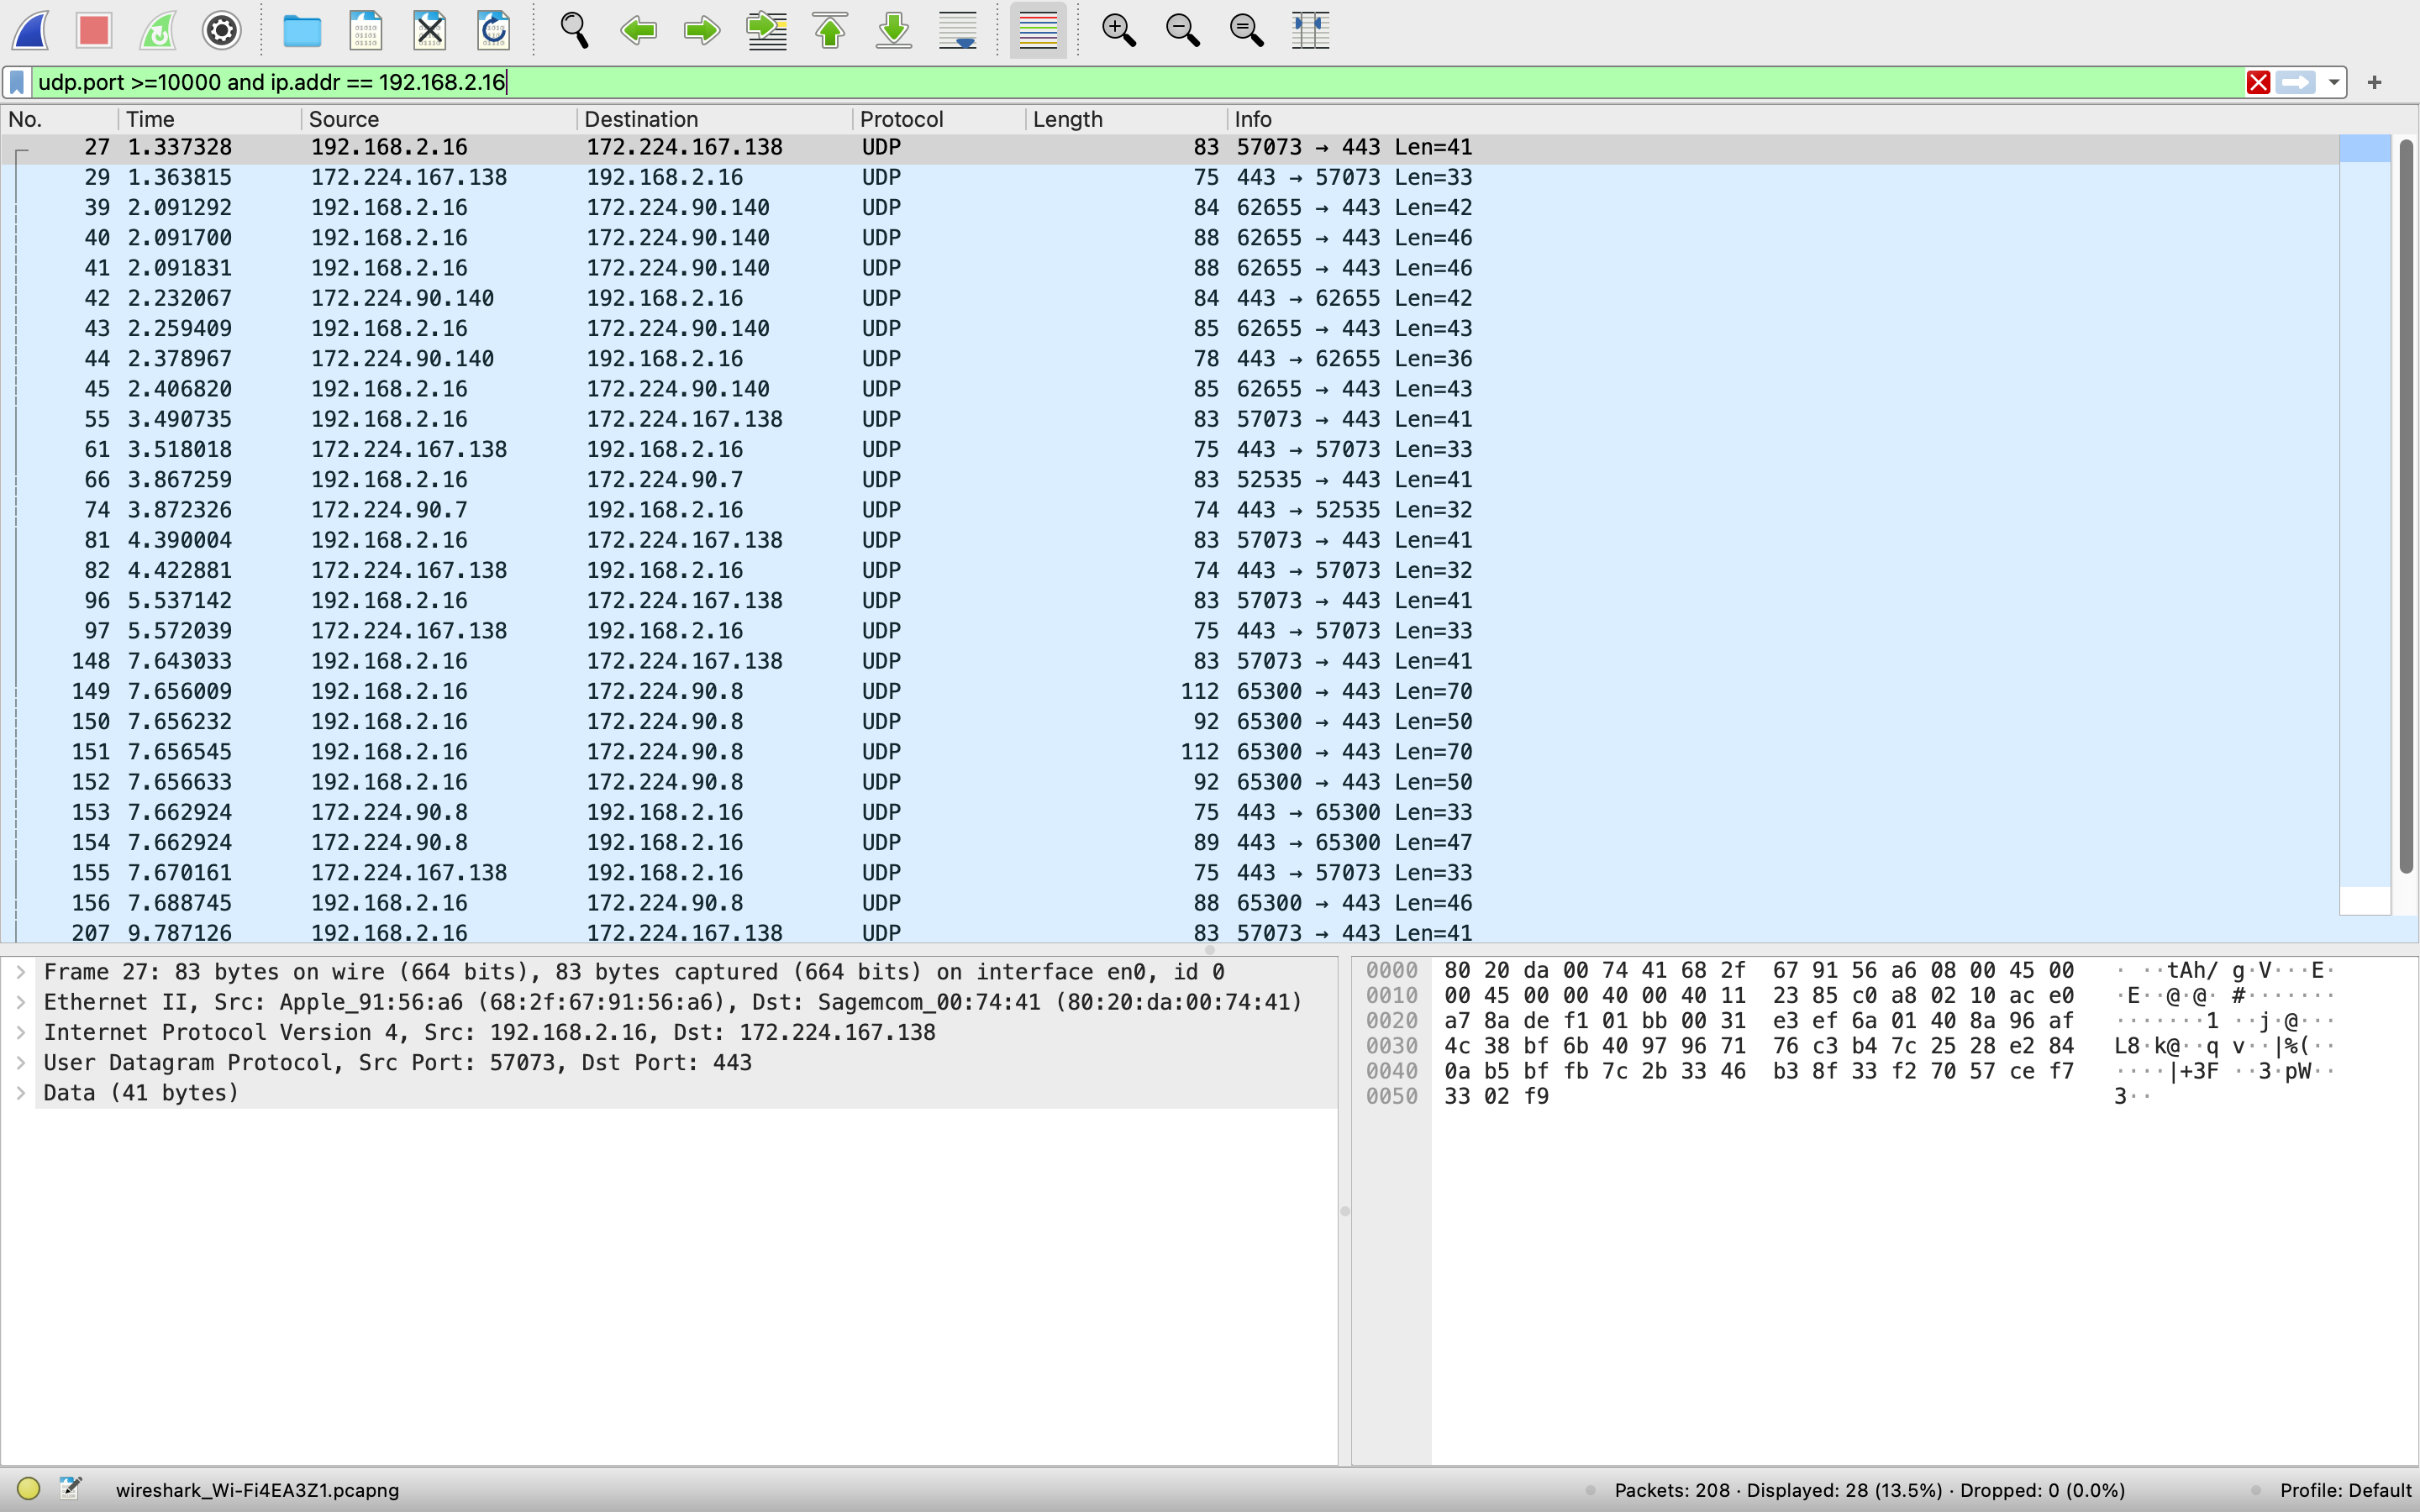 udp.port >=10000 and ip.addr == 192.168.2.16
No. Time Source Destination Protocol Length Info
27 1.337328 192.168.2.16 172.224.167.138 UDP 83 57073 → 443 Len=41
29 1.363815 172.224.167.138 192.168.2.16 UDP 75 443 → 57073 Len=33
39 2.091292 192.168.2.16 172.224.90.140 UDP 84 62655 → 443 Len=42
40 2.091700 192.168.2.16 172.224.90.140 UDP 88 62655 → 443 Len=46
41 2.091831 192.168.2.16 172.224.90.140 UDP 88 62655 → 443 Len=46
42 2.232067 172.224.90.140 192.168.2.16 UDP 84 443 → 62655 Len=42
43 2.259409 192.168.2.16 172.224.90.140 UDP 85 62655 → 443 Len=43
44 2.378967 172.224.90.140 192.168.2.16 UDP 78 443 → 62655 Len=36
45 2.406820 192.168.2.16 172.224.90.140 UDP 85 62655 → 443 Len=43
55 3.490735 192.168.2.16 172.224.167.138 UDP 83 57073 → 443 Len=41
61 3.518018 172.224.167.138 192.168.2.16 UDP 75 443 → 57073 Len=33
66 3.867259 192.168.2.16 172.224.90.7 UDP 83 52535 → 443 Len=41
74 3.872326 172.224.90.7 192.168.2.16 UDP 74 443 → 52535 Len=32
81 4.390004 192.168.2.16 172.224.167.138 UDP 83 57073 → 443 Len=41
82 4.422881 172.224.167.138 192.168.2.16 UDP 74 443 → 57073 Len=32
96 5.537142 192.168.2.16 172.224.167.138 UDP 83 57073 → 443 Len=41
97 5.572039 172.224.167.138 192.168.2.16 UDP 75 443 → 57073 Len=33
148 7.643033 192.168.2.16 172.224.167.138 UDP 83 57073 → 443 Len=41
149 7.656009 192.168.2.16 172.224.90.8 UDP 112 65300 → 443 Len=70
150 7.656232 192.168.2.16 172.224.90.8 UDP 92 65300 → 443 Len=50
151 7.656545 192.168.2.16 172.224.90.8 UDP 112 65300 → 443 Len=70
152 7.656633 192.168.2.16 172.224.90.8 UDP 92 65300 → 443 Len=50
153 7.662924 172.224.90.8 192.168.2.16 UDP 75 443 → 65300 Len=33
154 7.662924 172.224.90.8 192.168.2.16 UDP 89 443 → 65300 Len=47
155 7.670161 172.224.167.138 192.168.2.16 UDP 75 443 → 57073 Len=33
156 7.688745 192.168.2.16 172.224.90.8 UDP 88 65300 → 443 Len=46
207 9.787126 192.168.2.16 172.224.167.138 UDP 83 57073 → 443 Len=41
Frame 27: 83 bytes on wire (664 bits), 83 bytes captured (664 bits) on interface en0, id 0
Ethernet II, Src: Apple_91:56:a6 (68:2f:67:91:56:a6), Dst: Sagemcom_00:74:41 (80:20:da:00:74:41)
Internet Protocol Version 4, Src: 192.168.2.16, Dst: 172.224.167.138
User Datagram Protocol, Src Port: 57073, Dst Port: 443
Data (41 bytes)
0000 80 20 da 00 74 41 68 2f 67 91 56 a6 08 00 45 00 · ··tAh/ g·V···E·
0010 00 45 00 00 40 00 40 11 23 85 c0 a8 02 10 ac e0 ·E··@·@· #·······
0020 a7 8a de f1 01 bb 00 31 e3 ef 6a 01 40 8a 96 af ·······1 ··j·@···
0030 4c 38 bf 6b 40 97 96 71 76 c3 b4 7c 25 28 e2 84 L8·k@··q v··|%(··
0040 0a b5 bf fb 7c 2b 33 46 b3 8f 33 f2 70 57 ce f7 ····|+3F ··3·pW··
0050 33 02 f9 3··
wireshark_Wi-Fi4EA3Z1.pcapng
Packets: 208 · Displayed: 28 (13.5%) · Dropped: 0 (0.0%)
Profile: Default